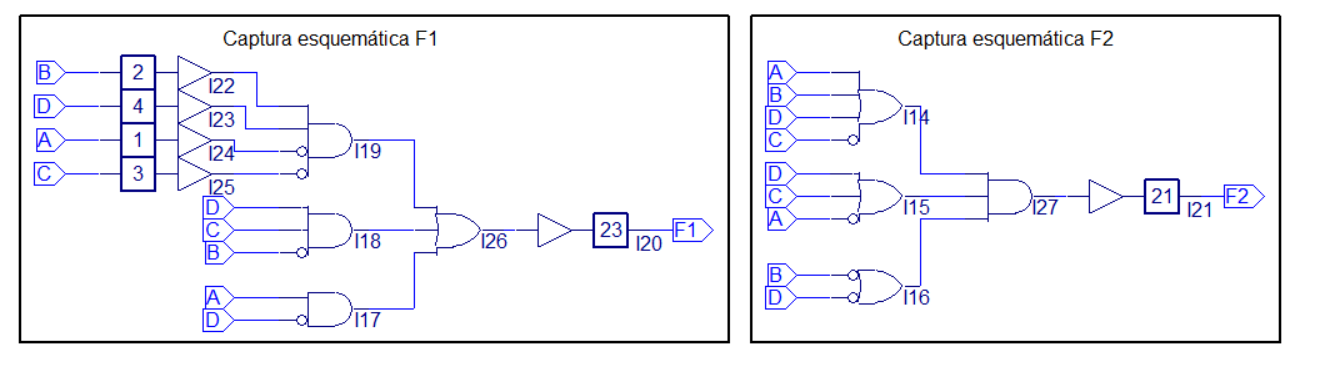 Captura esquemática F1
B 2 I22
D 4 I23
A 1 I24 I19
C 3 I25
D
C I18 I26 23 I20 F1
B
A
D I17
Captura esquemática F2
A
B
D I14
C
D
C I15 I27 21 I21 F2
A
B
D I16